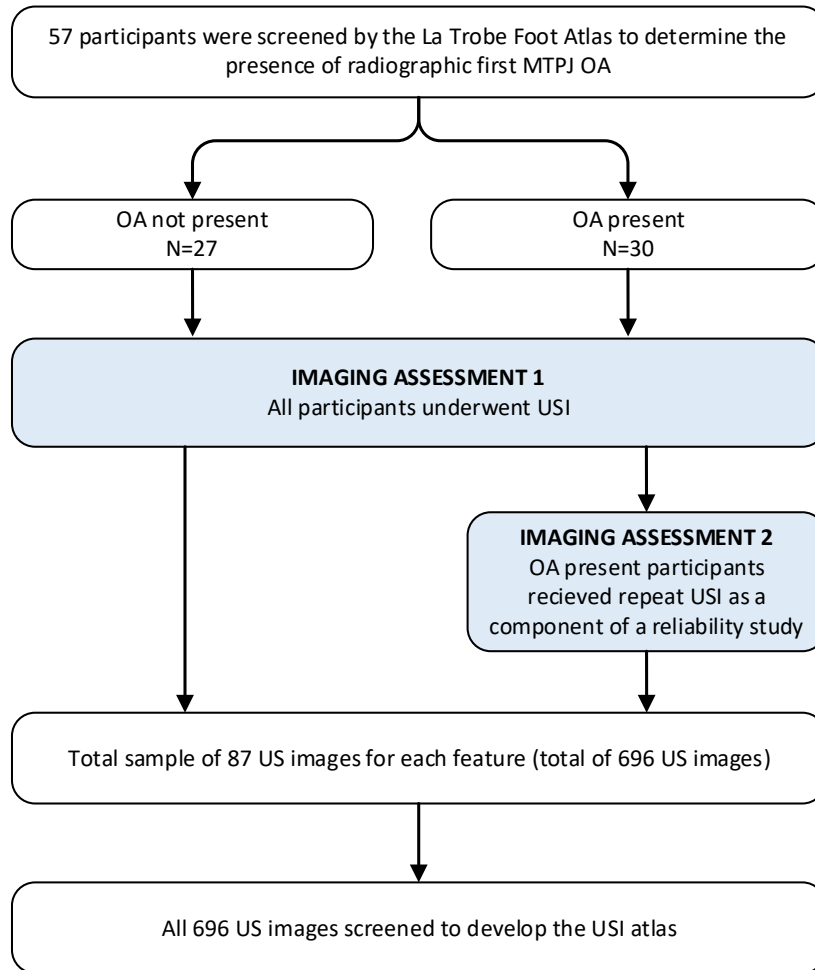 57 participants were screened by the La Trobe Foot Atlas to determine the
presence of radiographic first MTPJ OA
OA not present
N=27
OA present
N=30
IMAGING ASSESSMENT 1
All participants underwent USI
IMAGING ASSESSMENT 2
OA present participants
recieved repeat USI as a
component of a reliability study
Total sample of 87 US images for each feature (total of 696 US images)
All 696 US images screened to develop the USI atlas